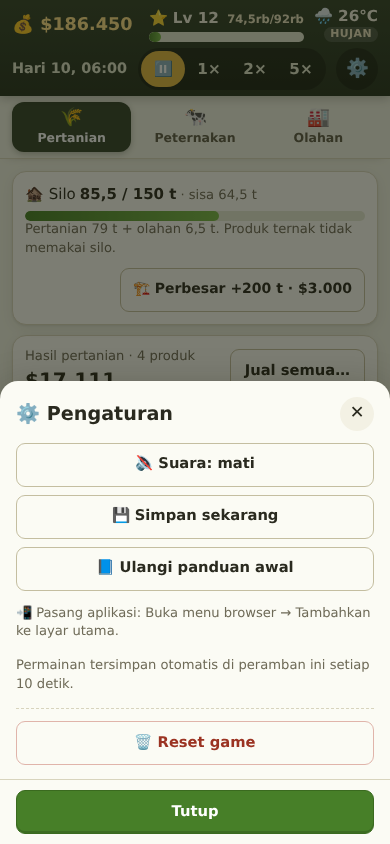 $186.450
Lv 12 74,5rb/92rb
26°C
HUJAN
Hari 10, 06:00
1× 2× 5×
Pertanian
Peternakan
Olahan
Silo 85,5 / 150 t · sisa 64,5 t
Pertanian 79 t + olahan 6,5 t. Produk ternak tidak
memakai silo.
Perbesar +200 t · $3.000
Hasil pertanian · 4 produk
$17.111
Jual semua…
Pengaturan
Suara: mati
Simpan sekarang
Ulangi panduan awal
Pasang aplikasi: Buka menu browser → Tambahkan
ke layar utama.
Permainan tersimpan otomatis di peramban ini setiap
10 detik.
Reset game
Tutup